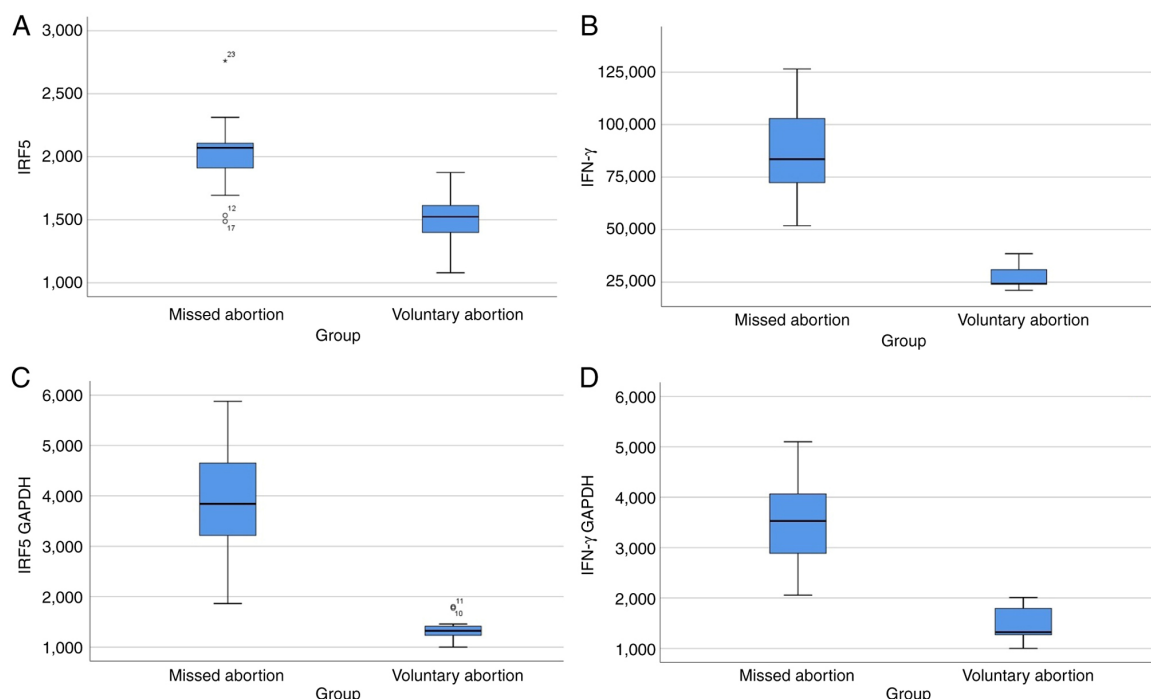 A
3,000
2,500
2,000
1,500
1,000
IRF5
23
12
17
Missed abortion Voluntary abortion
Group
B
125,000
100,000
75,000
50,000
25,000
IFN-γ
Missed abortion Voluntary abortion
Group
C
6,000
5,000
4,000
3,000
2,000
1,000
IRF5 GAPDH
11
10
Missed abortion Voluntary abortion
Group
D
6,000
5,000
4,000
3,000
2,000
1,000
IFN-γ GAPDH
Missed abortion Voluntary abortion
Group